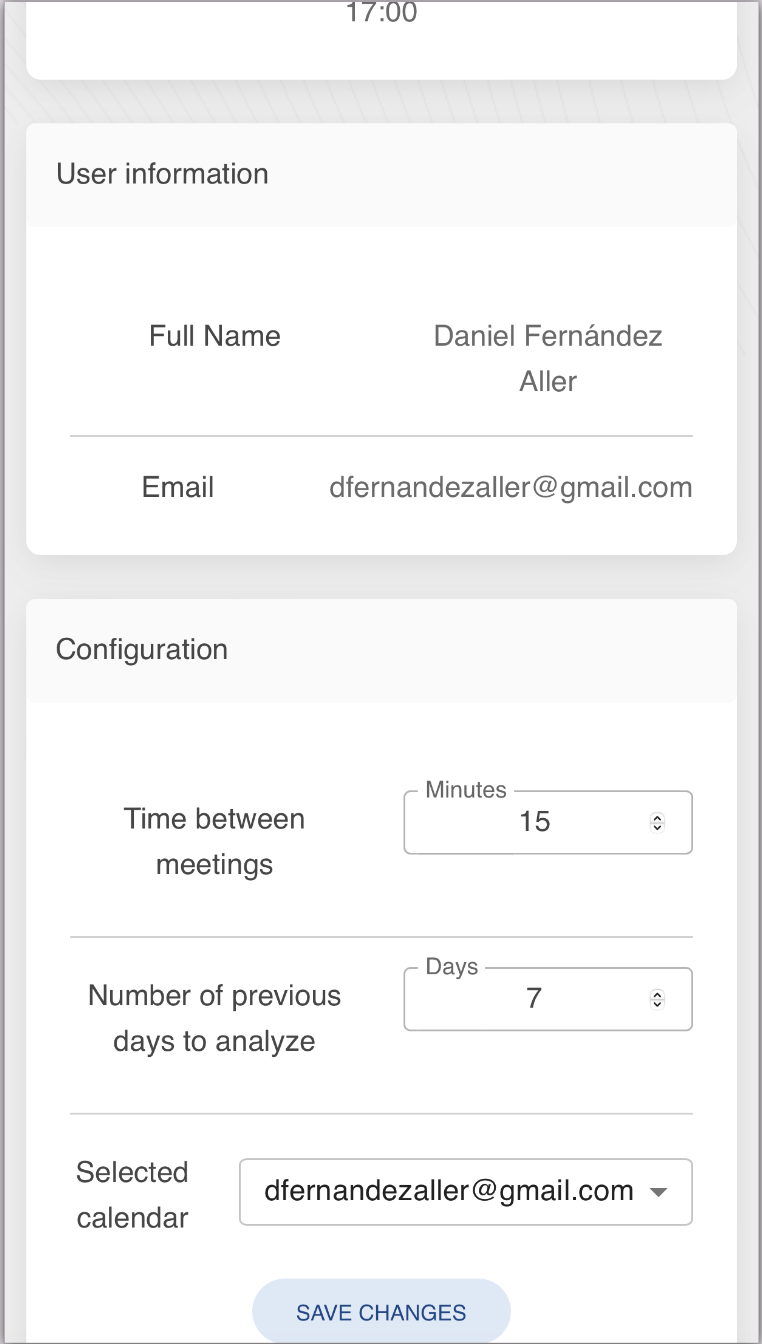 17:00
User information
Full Name
Daniel Fernández
Aller
Email
dfernandezaller@gmail.com
Configuration
Time between
meetings
Minutes
15
Number of previous
days to analyze
Days
7
Selected
calendar
dfernandezaller@gmail.com
SAVE CHANGES